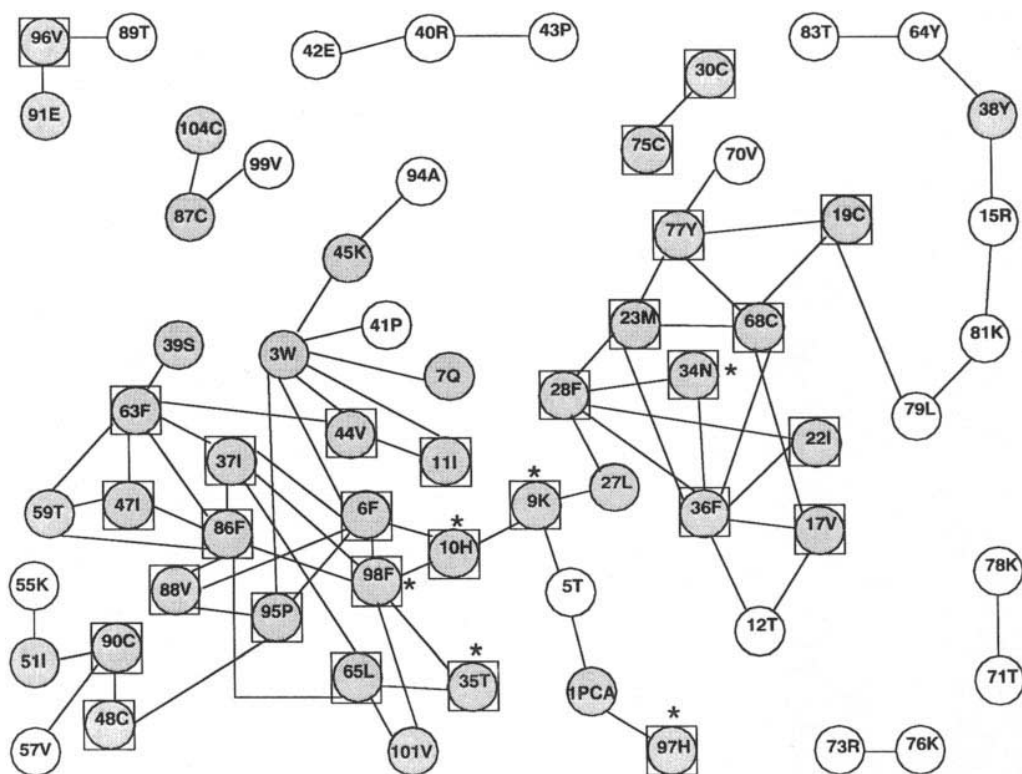 96V
89T
42E
40R
43P
83T
64Y
30C
91E
38Y
104C
75C
99V
70V
94A
87C
19C
15R
77Y
45K
41P
23M
68C
81K
39S
3W
34N *
7Q
28F
63F
79L
44V
22I
37I
11I
27L
*
9K
59T
47I
6F
36F
17V
86F
*
10H
98F *
78K
55K
88V
5T
95P
12T
90C
*
51I
65L
35T
71T
1PCA
48C
*
57V
101V
97H
73R
76K